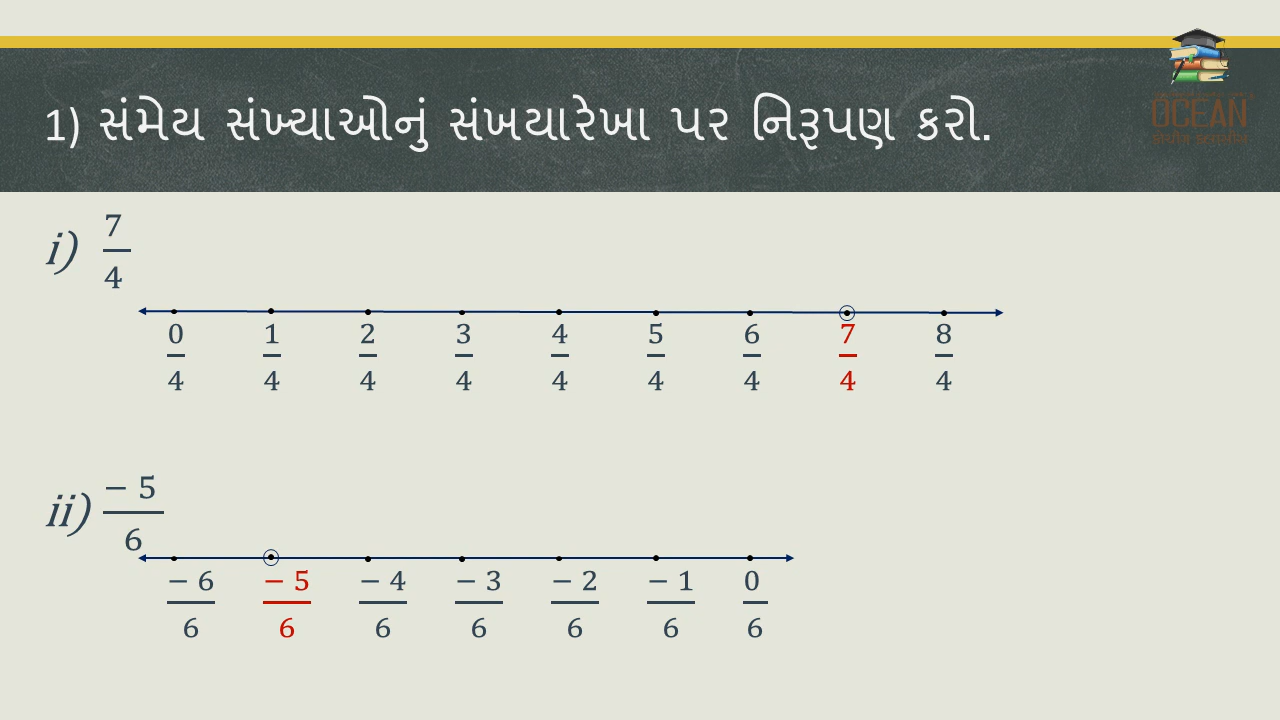 1) સંમેય સંખ્યાઓનું સંખયારેખા પર નિરૂપણ કરો.
OCEAN
i) 7/4
0/4 1/4 2/4 3/4 4/4 5/4 6/4 7/4 8/4
ii) − 5/6
− 6/6 − 5/6 − 4/6 − 3/6 − 2/6 − 1/6 0/6